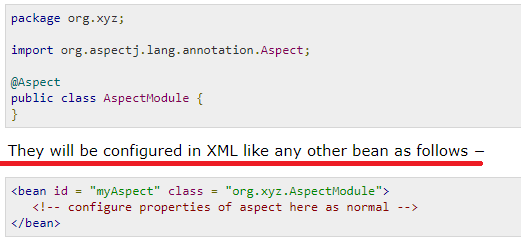 package org.xyz;
import org.aspectj.lang.annotation.Aspect;
@Aspect
public class AspectModule {
}
They will be configured in XML like any other bean as follows −
<bean id = "myAspect" class = "org.xyz.AspectModule">
<!-- configure properties of aspect here as normal -->
</bean>